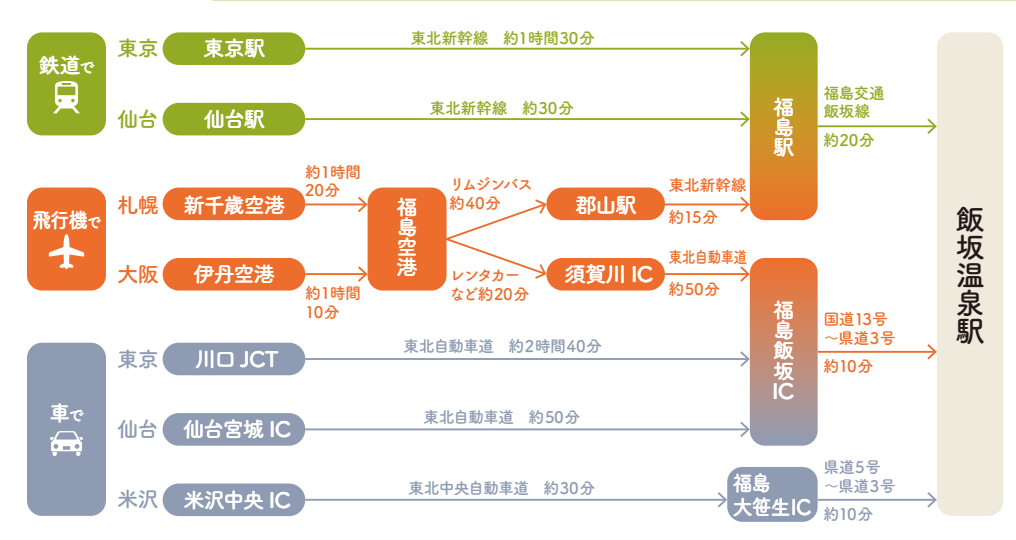 鉄道で
東京
東京駅
東北新幹線　約1時間30分
仙台
仙台駅
東北新幹線　約30分
福島駅
福島交通
飯坂線
約20分
飛行機で
札幌
新千歳空港
約1時間
20分
大阪
伊丹空港
約1時間
10分
福島空港
リムジンバス
約40分
郡山駅
東北新幹線
約15分
レンタカー
など約20分
須賀川 IC
東北自動車道
約50分
車で
東京
川口 JCT
東北自動車道　約2時間40分
仙台
仙台宮城 IC
東北自動車道　約50分
福島飯坂IC
国道13号
～県道3号
約10分
米沢
米沢中央 IC
東北中央自動車道　約30分
福島
大笹生IC
県道5号
～県道3号
約10分
飯坂温泉駅